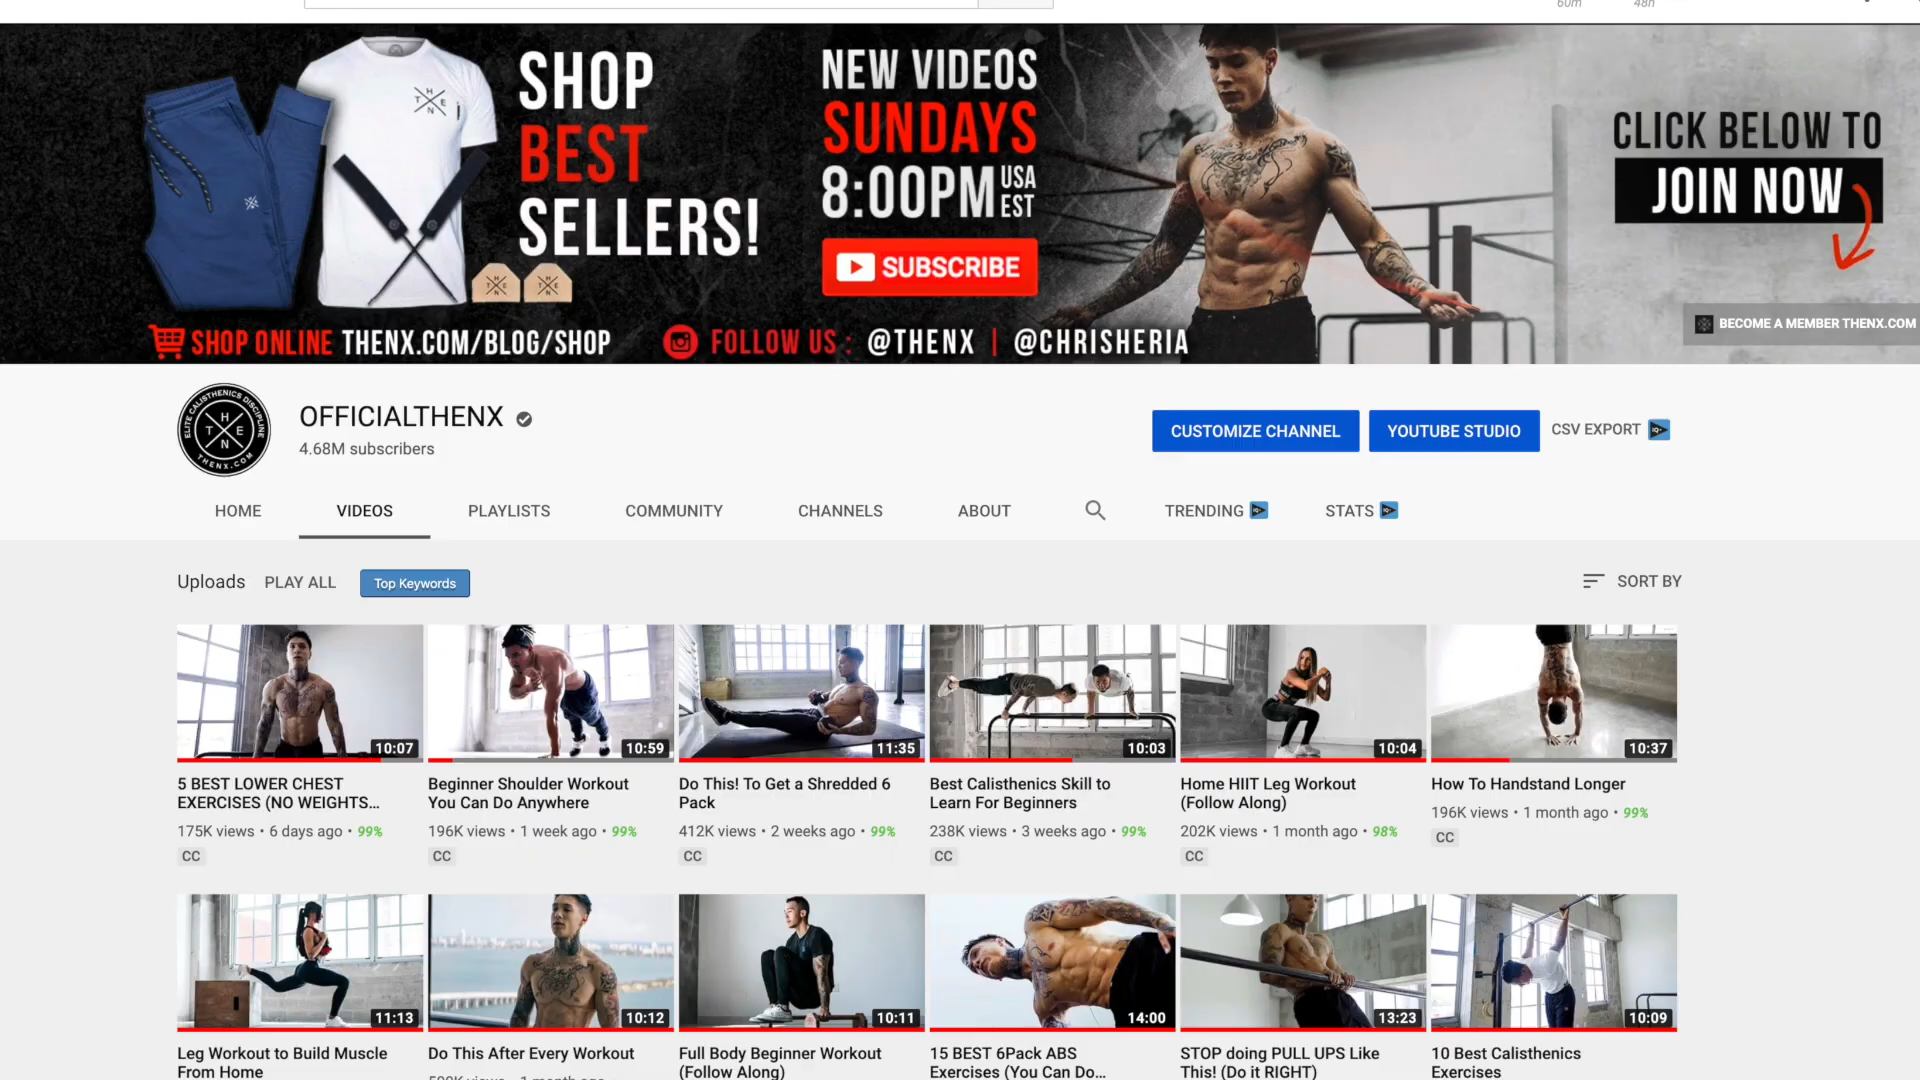 60m 48h
SHOP
BEST
SELLERS!
NEW VIDEOS
SUNDAYS
8:00PM USA EST
SUBSCRIBE
CLICK BELOW TO
JOIN NOW
BECOME A MEMBER THENX.COM
SHOP ONLINE THENX.COM/BLOG/SHOP
FOLLOW US : @THENX | @CHRISHERIA
ELITE CALISTHENICS DISCIPLINE
T H E N X
THENX.COM
OFFICIALTHENX
4.68M subscribers
CUSTOMIZE CHANNEL YOUTUBE STUDIO CSV EXPORT
HOME VIDEOS PLAYLISTS COMMUNITY CHANNELS ABOUT TRENDING STATS
Uploads PLAY ALL Top Keywords SORT BY
10:07 10:59 11:35 10:03 10:04 10:37
5 BEST LOWER CHEST
EXERCISES (NO WEIGHTS...
175K views • 6 days ago • 99%
CC
Beginner Shoulder Workout
You Can Do Anywhere
196K views • 1 week ago • 99%
CC
Do This! To Get a Shredded 6
Pack
412K views • 2 weeks ago • 99%
CC
Best Calisthenics Skill to
Learn For Beginners
238K views • 3 weeks ago • 99%
CC
Home HIIT Leg Workout
(Follow Along)
202K views • 1 month ago • 98%
CC
How To Handstand Longer
196K views • 1 month ago • 99%
CC
11:13 10:12 10:11 14:00 13:23 10:09
Leg Workout to Build Muscle
From Home
Do This After Every Workout
Full Body Beginner Workout
(Follow Along)
15 BEST 6Pack ABS
Exercises (You Can Do...
STOP doing PULL UPS Like
This! (Do it RIGHT)
10 Best Calisthenics
Exercises